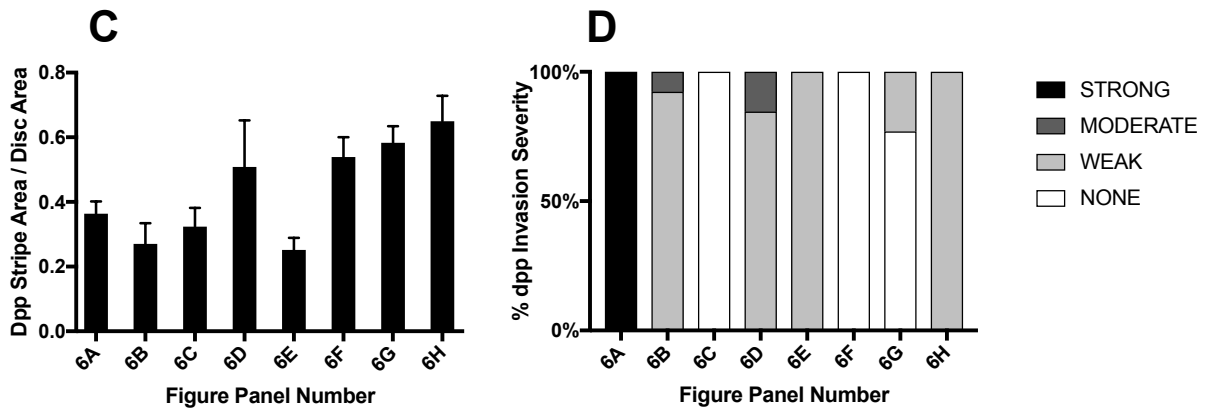 C
Dpp Stripe Area / Disc Area
0.8
0.6
0.4
0.2
0.0
6A 6B 6C 6D 6E 6F 6G 6H
Figure Panel Number
D
% dpp Invasion Severity
100%
50%
0%
6A 6B 6C 6D 6E 6F 6G 6H
Figure Panel Number
STRONG
MODERATE
WEAK
NONE